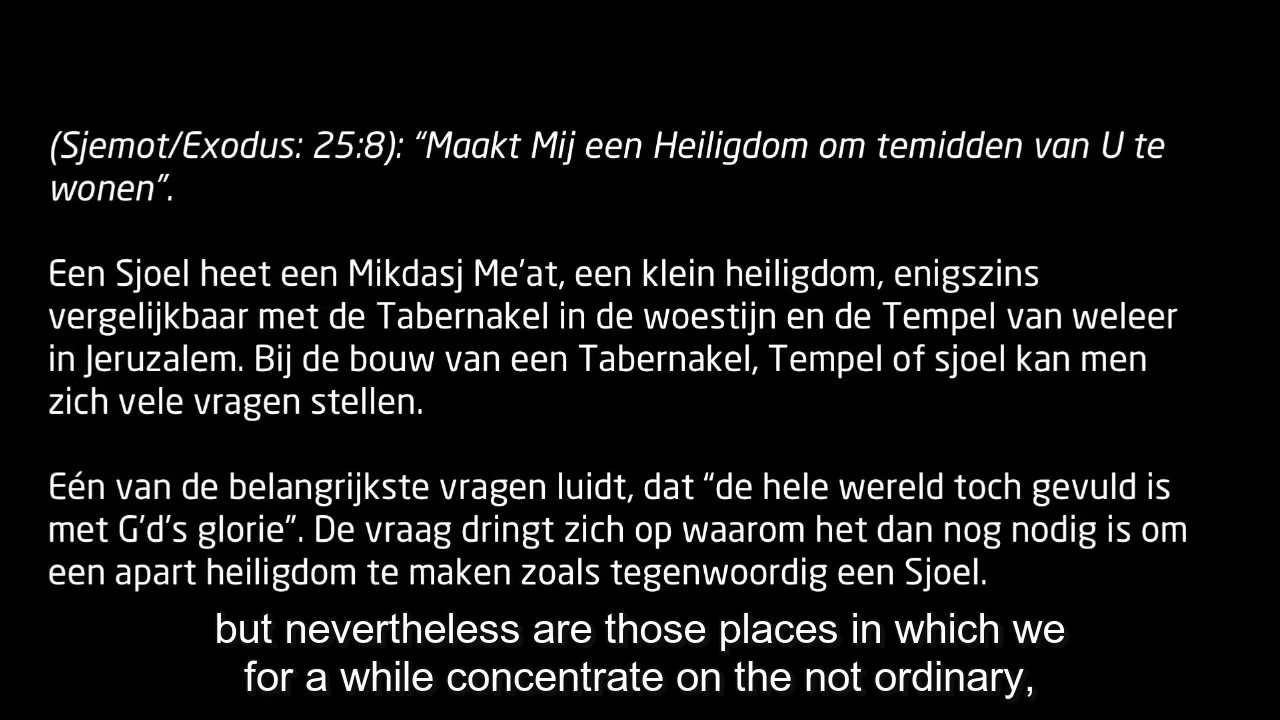 (Sjemot/Exodus: 25:8): “Maakt Mij een Heiligdom om temidden van U te
wonen”.
Een Sjoel heet een Mikdasj Me’at, een klein heiligdom, enigszins
vergelijkbaar met de Tabernakel in de woestijn en de Tempel van weleer
in Jeruzalem. Bij de bouw van een Tabernakel, Tempel of sjoel kan men
zich vele vragen stellen.
Eén van de belangrijkste vragen luidt, dat “de hele wereld toch gevuld is
met G’d’s glorie”. De vraag dringt zich op waarom het dan nog nodig is om
een apart heiligdom te maken zoals tegenwoordig een Sjoel.
but nevertheless are those places in which we
for a while concentrate on the not ordinary,